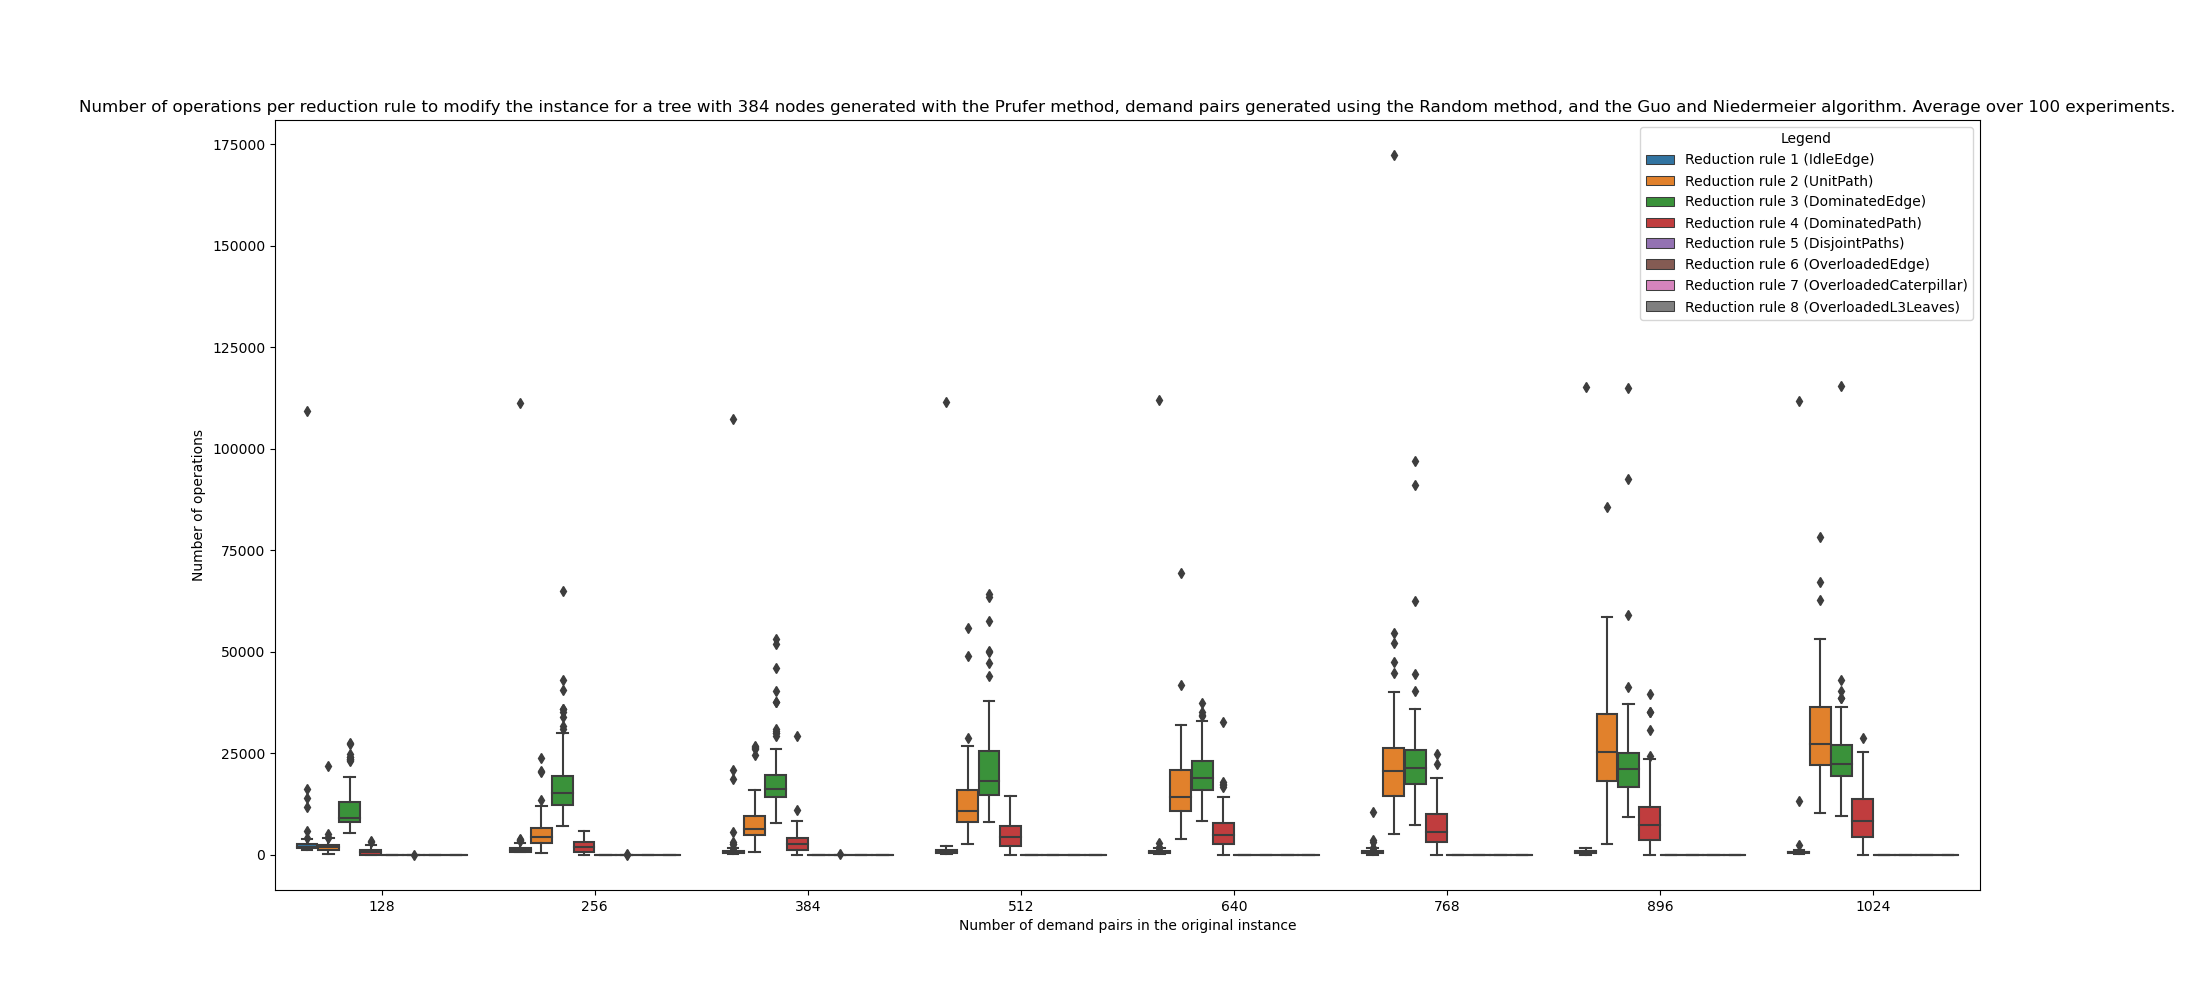 Number of operations per reduction rule to modify the instance for a tree with 384 nodes generated with the Prufer method, demand pairs generated using the Random method, and the Guo and Niedermeier algorithm. Average over 100 experiments.
Legend
Reduction rule 1 (IdleEdge)
Reduction rule 2 (UnitPath)
Reduction rule 3 (DominatedEdge)
Reduction rule 4 (DominatedPath)
Reduction rule 5 (DisjointPaths)
Reduction rule 6 (OverloadedEdge)
Reduction rule 7 (OverloadedCaterpillar)
Reduction rule 8 (OverloadedL3Leaves)
175000
150000
125000
100000
75000
50000
25000
0
Number of operations
128 256 384 512 640 768 896 1024
Number of demand pairs in the original instance